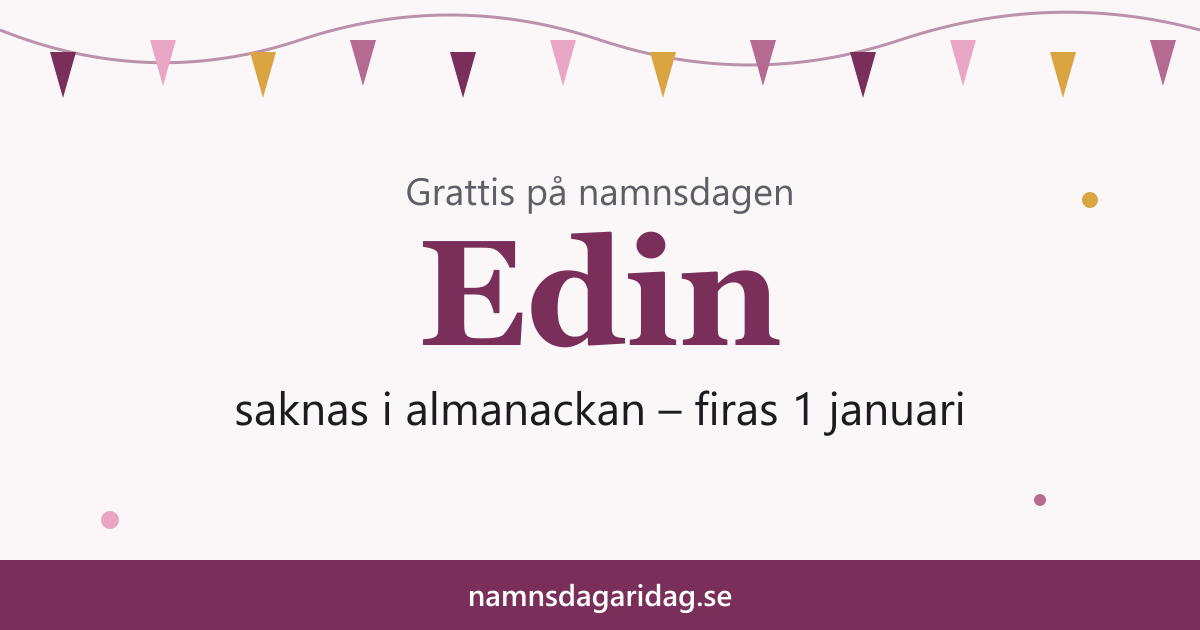 Grattis på namnsdagen
Edin
saknas i almanackan – firas 1 januari
namnsdagaridag.se